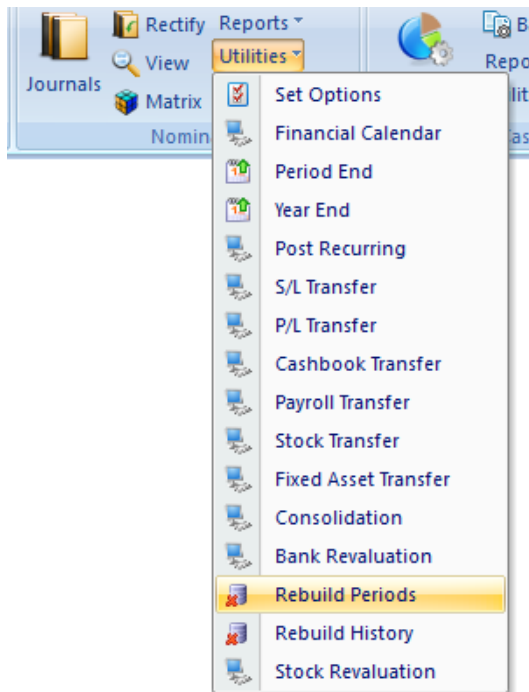 Rectify Reports
View Utilities
Journals
Matrix
Set Options
Financial Calendar
Period End
Year End
Post Recurring
S/L Transfer
P/L Transfer
Cashbook Transfer
Payroll Transfer
Stock Transfer
Fixed Asset Transfer
Consolidation
Bank Revaluation
Rebuild Periods
Rebuild History
Stock Revaluation